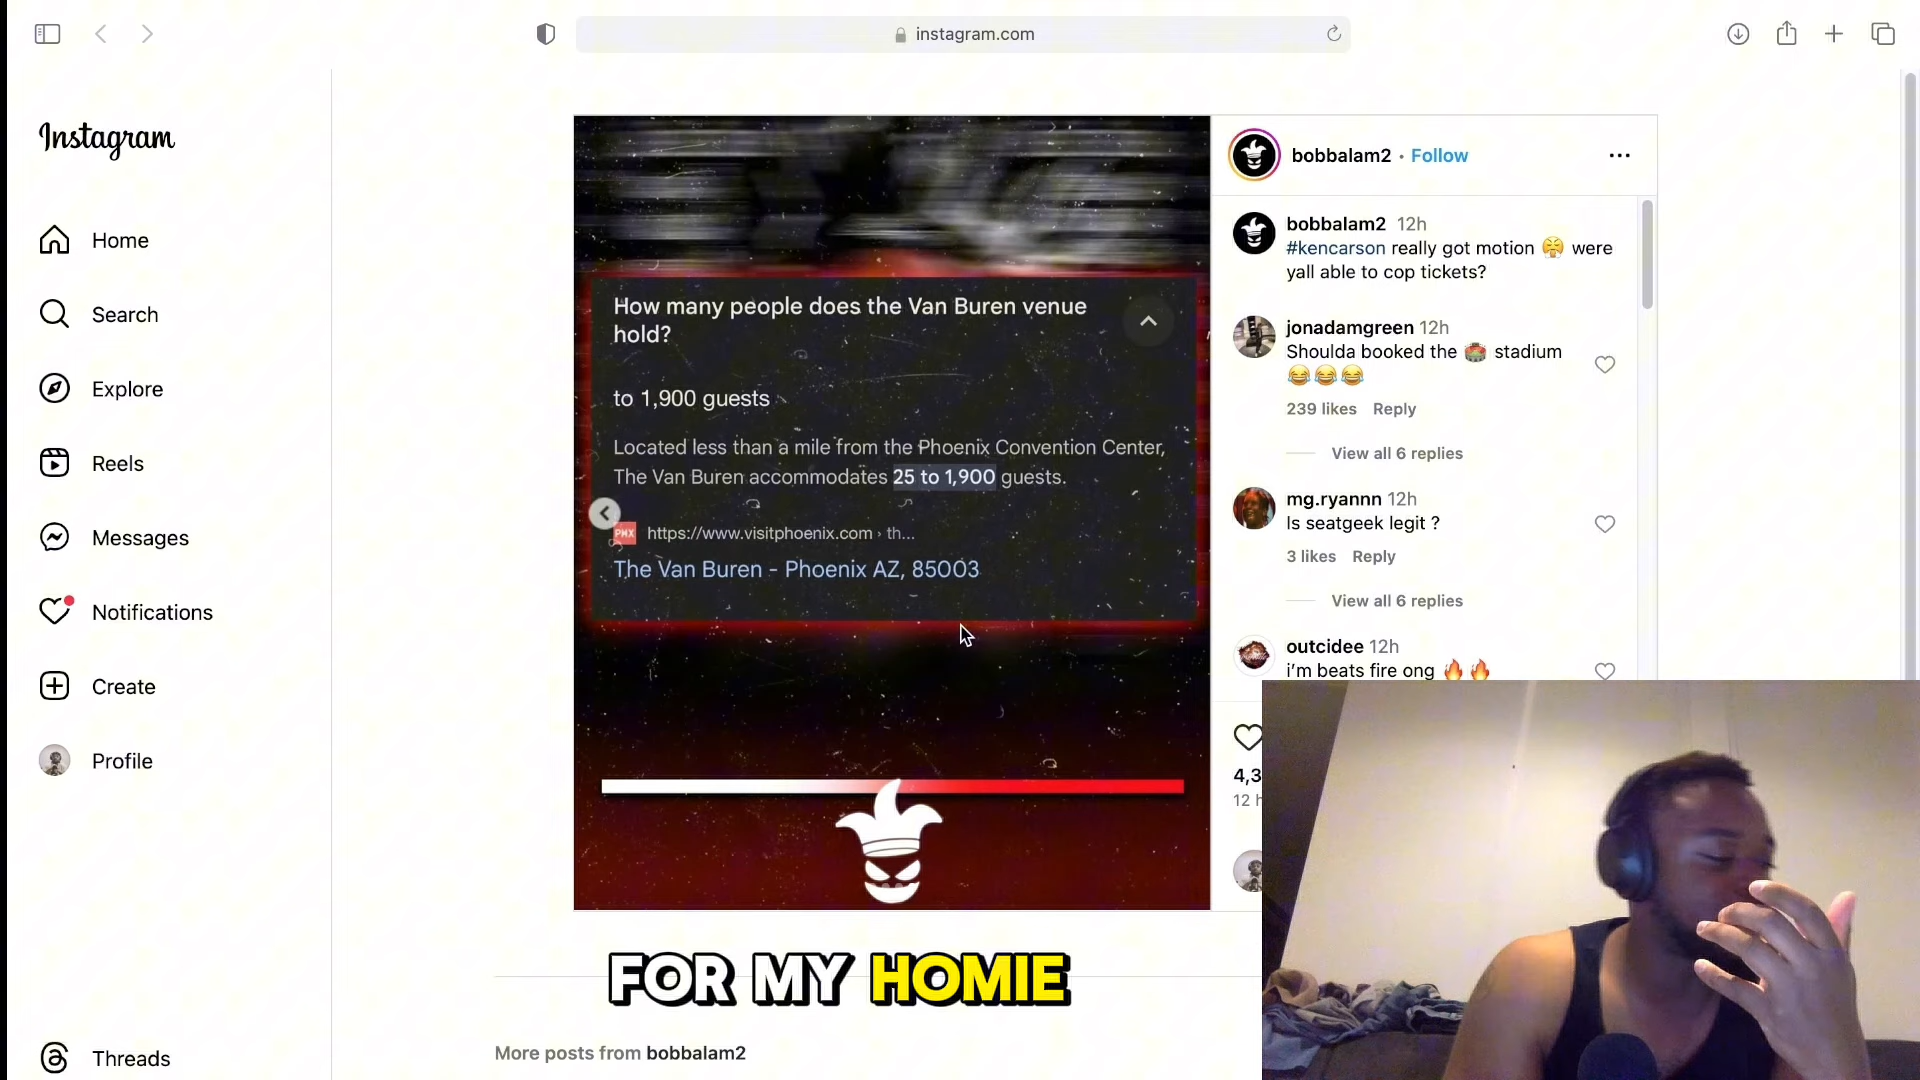 instagram.com
Instagram
Home
Search
Explore
Reels
Messages
Notifications
Create
Profile
Threads
How many people does the Van Buren venue
hold?
to 1,900 guests
Located less than a mile from the Phoenix Convention Center,
The Van Buren accommodates 25 to 1,900 guests.
PHX
https://www.visitphoenix.com › th...
The Van Buren - Phoenix AZ, 85003
bobbalam2 • Follow
bobbalam2 12h
#kencarson really got motion 😤 were
yall able to cop tickets?
jonadamgreen 12h
Shoulda booked the 🏟️ stadium
😂😂😂
239 likes Reply
View all 6 replies
mg.ryannn 12h
Is seatgeek legit ?
3 likes Reply
View all 6 replies
outcidee 12h
i'm beats fire ong 🔥🔥
4,3
12 h
FOR MY HOMIE
More posts from bobbalam2